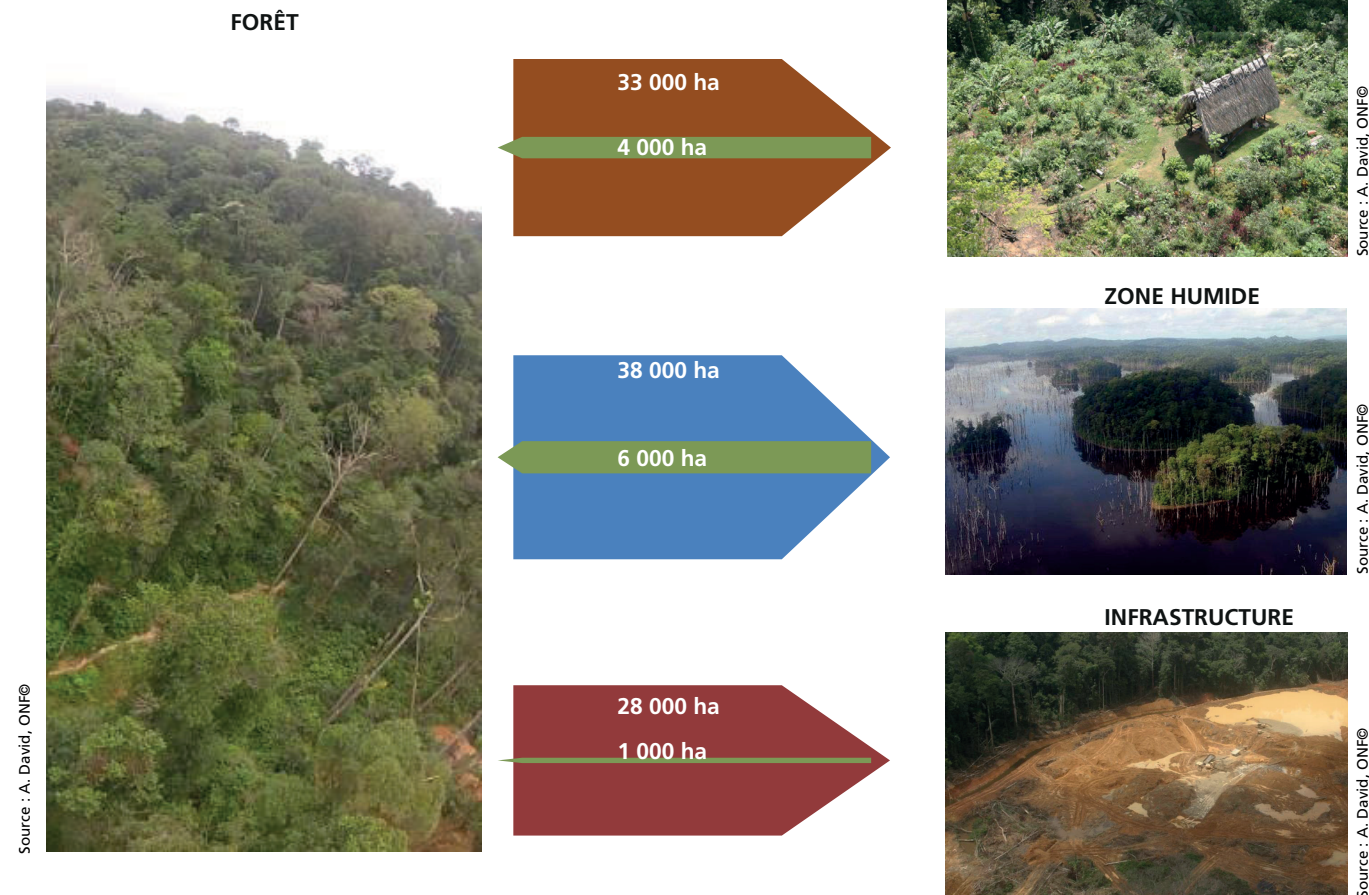 FORÊT
33 000 ha
4 000 ha
Source : A. David, ONF©
ZONE HUMIDE
38 000 ha
6 000 ha
Source : A. David, ONF©
INFRASTRUCTURE
28 000 ha
1 000 ha
Source : A. David, ONF©
Source : A. David, ONF©